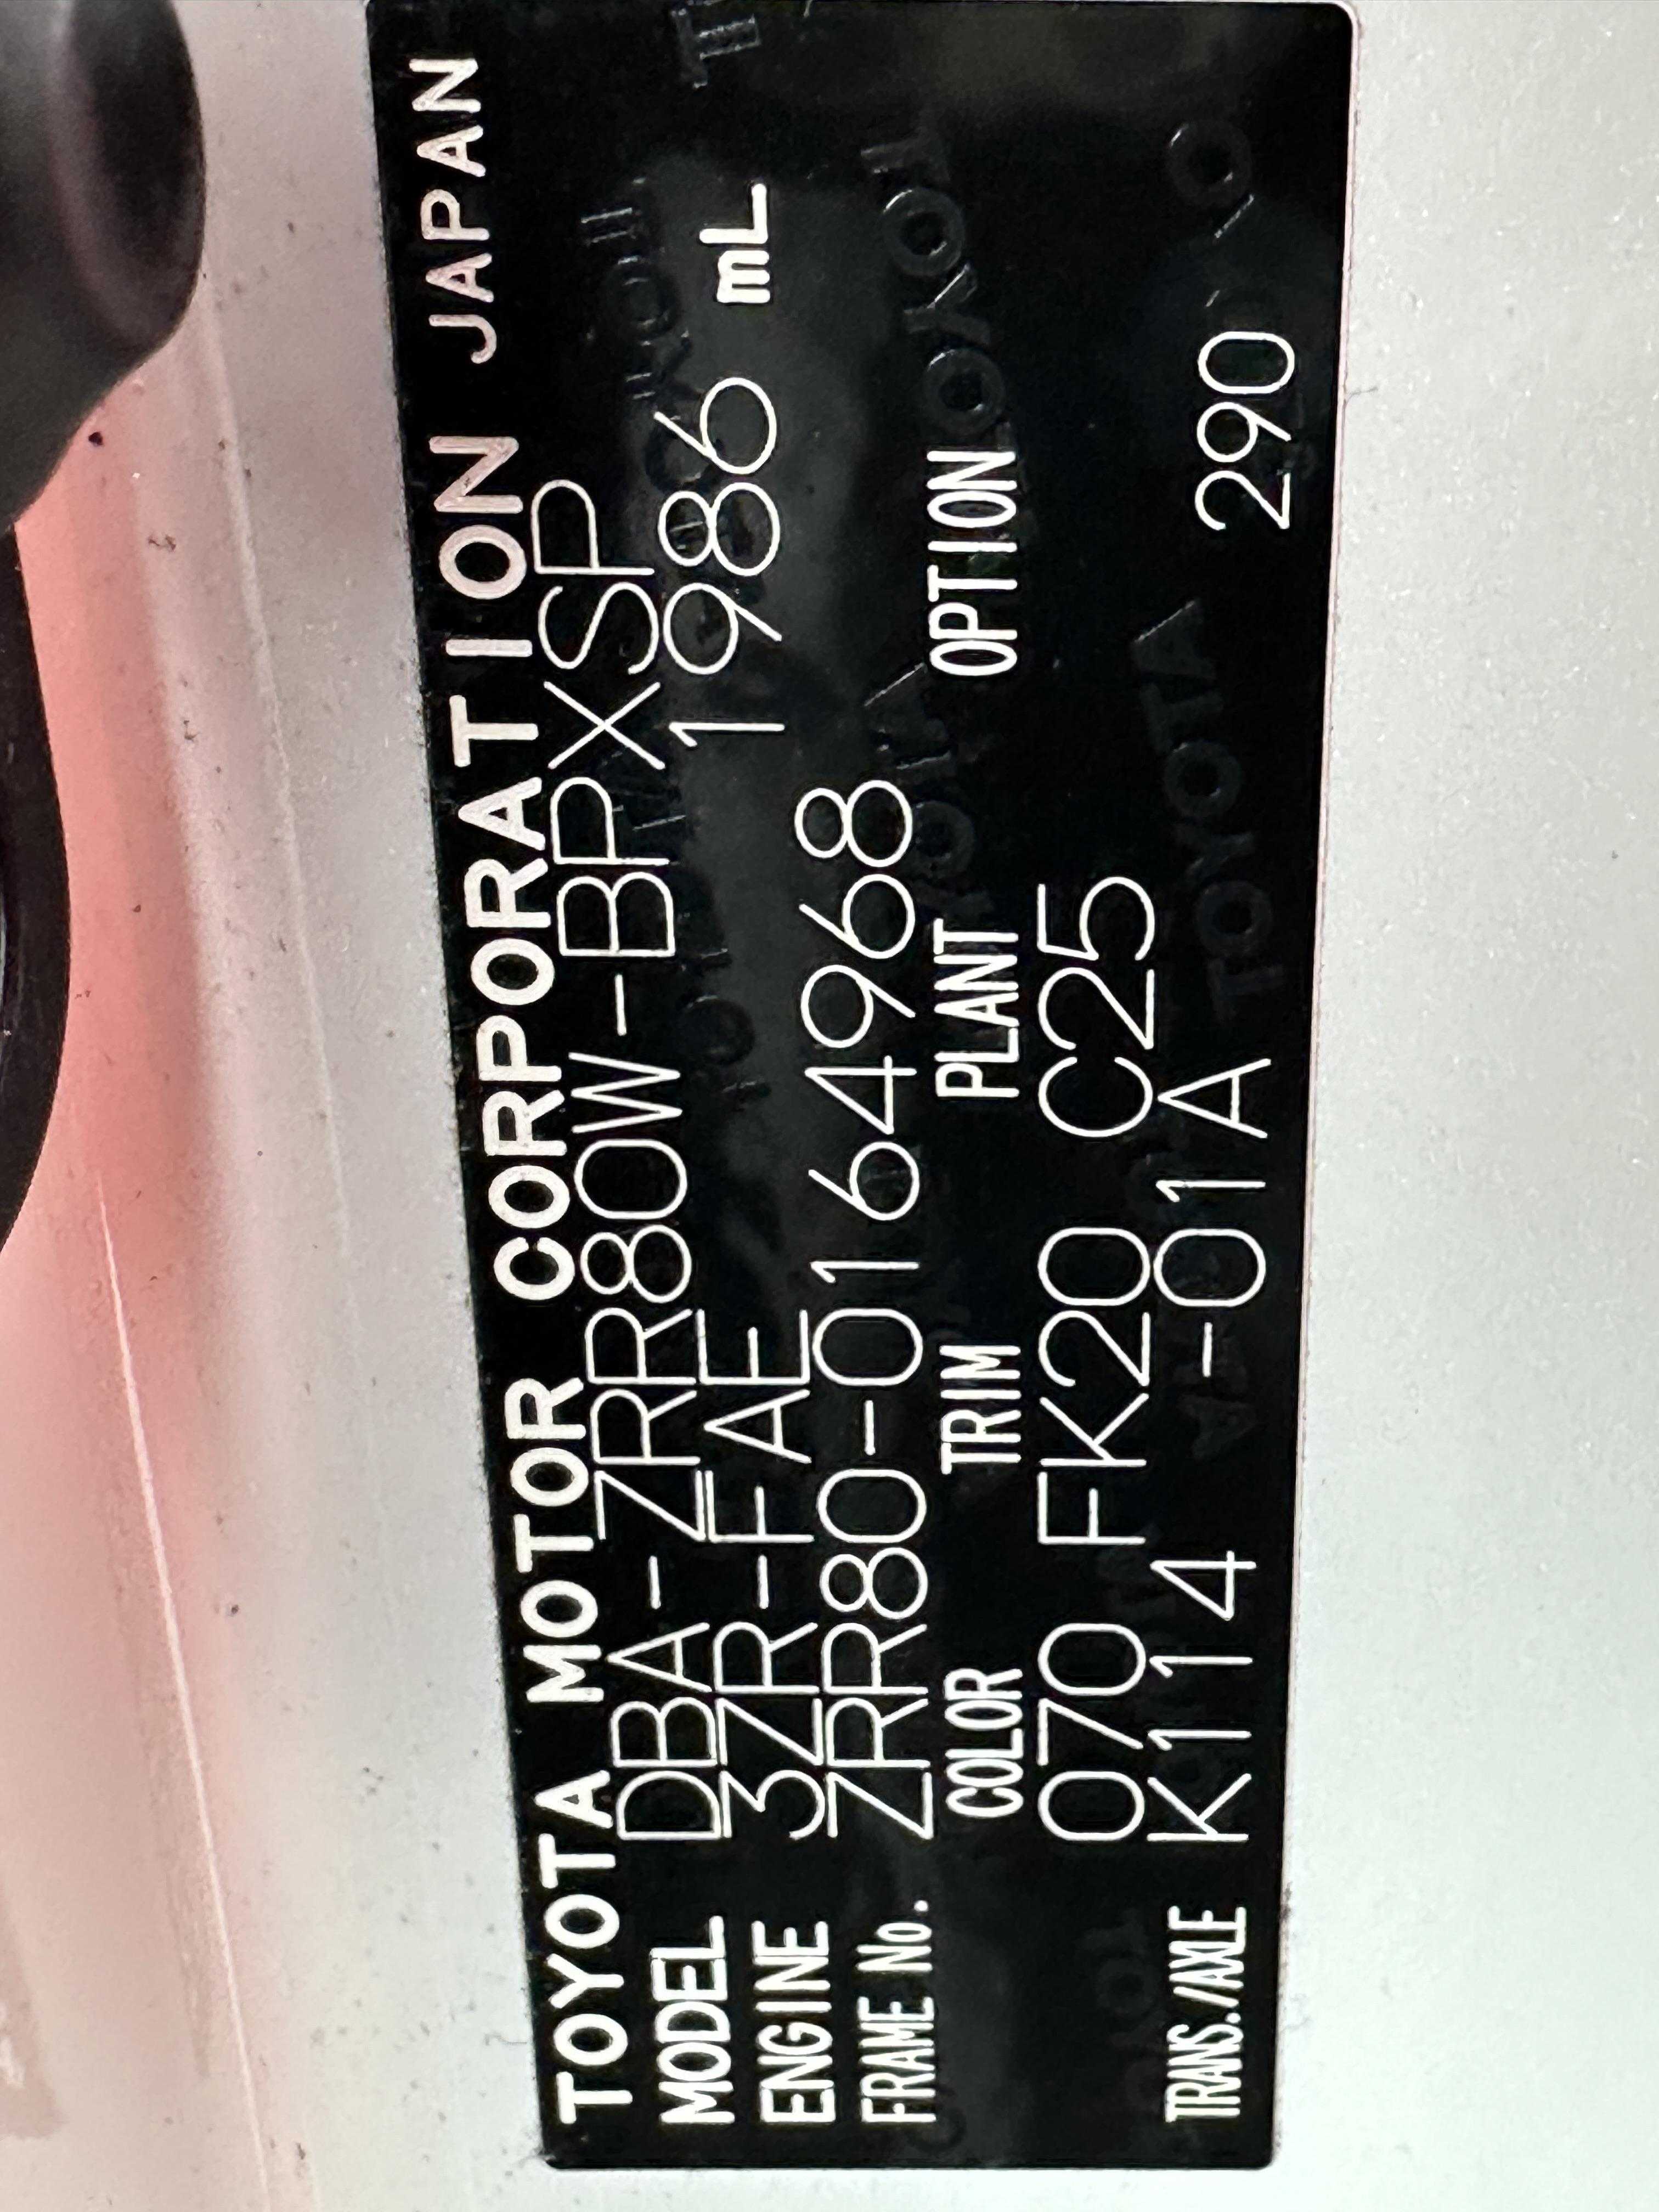 TOYOTA MOTOR CORPORATION JAPAN
MODEL DBA-ZRR80W-BPXSP
ENGINE 3ZR-FAE 1986 mL
FRAME No. ZRR80-0164968
COLOR TRIM PLANT OPTION
070 FK20 C25
TRANS./AXLE K114 -01A 290